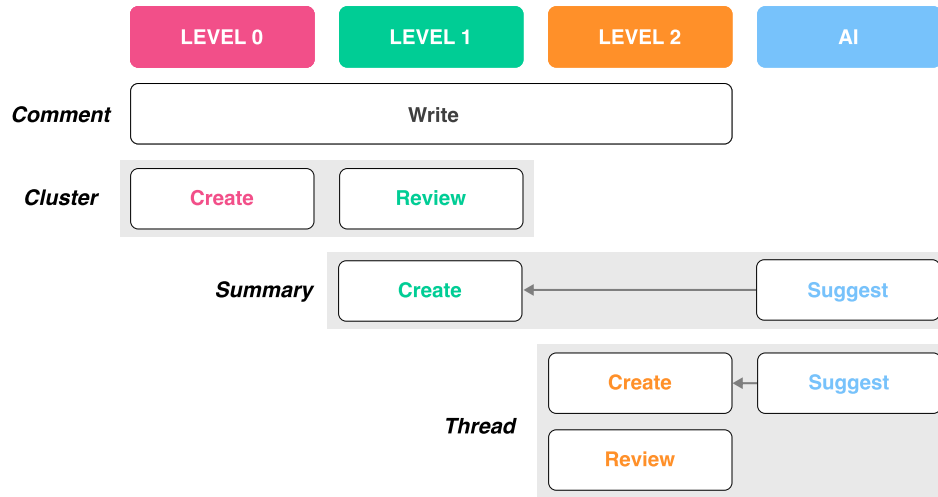 LEVEL 0 LEVEL 1 LEVEL 2 AI
Comment Write
Cluster Create Review
Summary Create Suggest
Create Suggest
Thread
Review